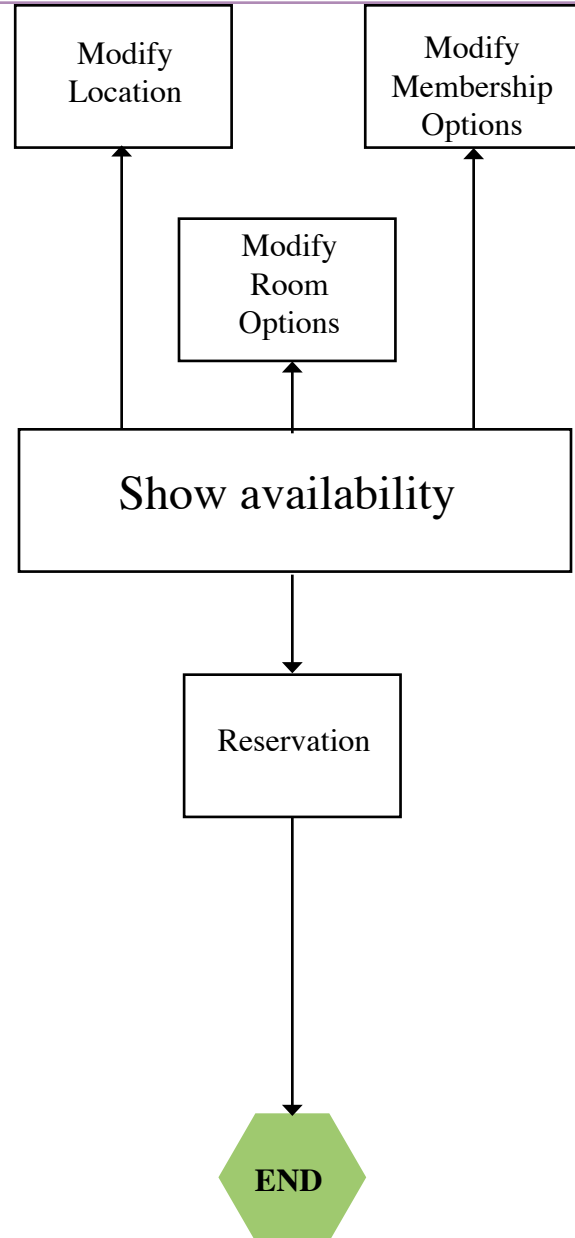 Modify
Location
Modify
Membership
Options
Modify
Room
Options
Show availability
Reservation
END